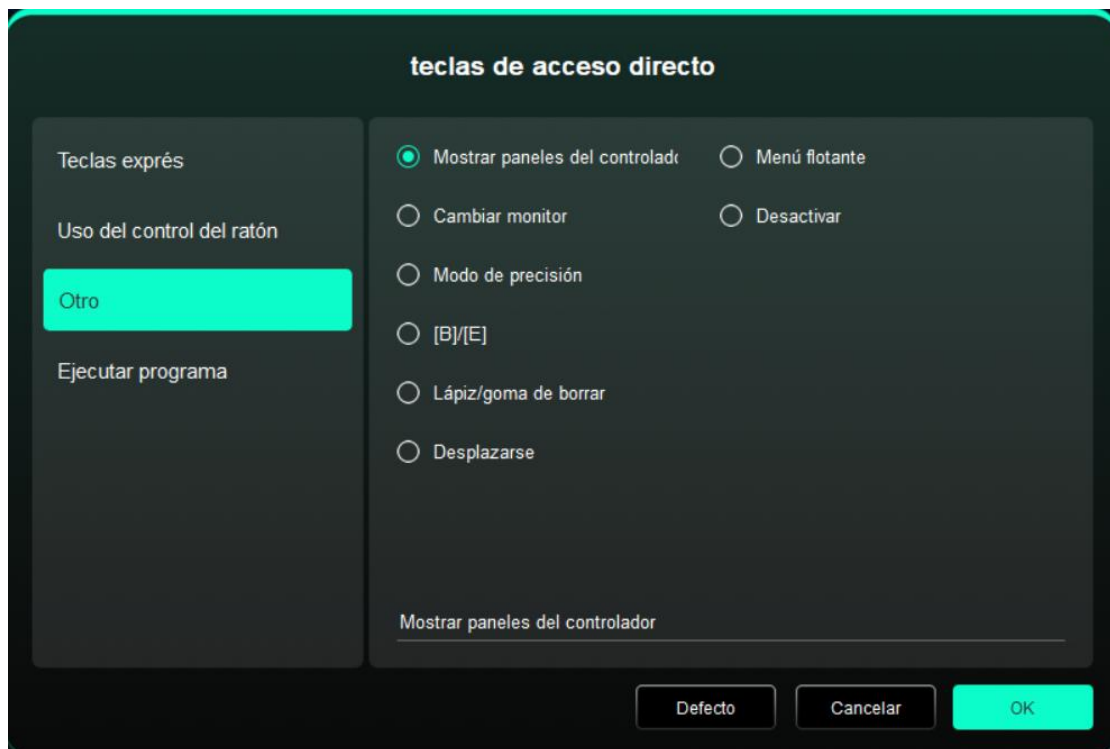 teclas de acceso directo
Teclas exprés
Uso del control del ratón
Otro
Ejecutar programa
Mostrar paneles del controlado
Menú flotante
Cambiar monitor
Desactivar
Modo de precisión
[B]/[E]
Lápiz/goma de borrar
Desplazarse
Mostrar paneles del controlador
Defecto
Cancelar
OK